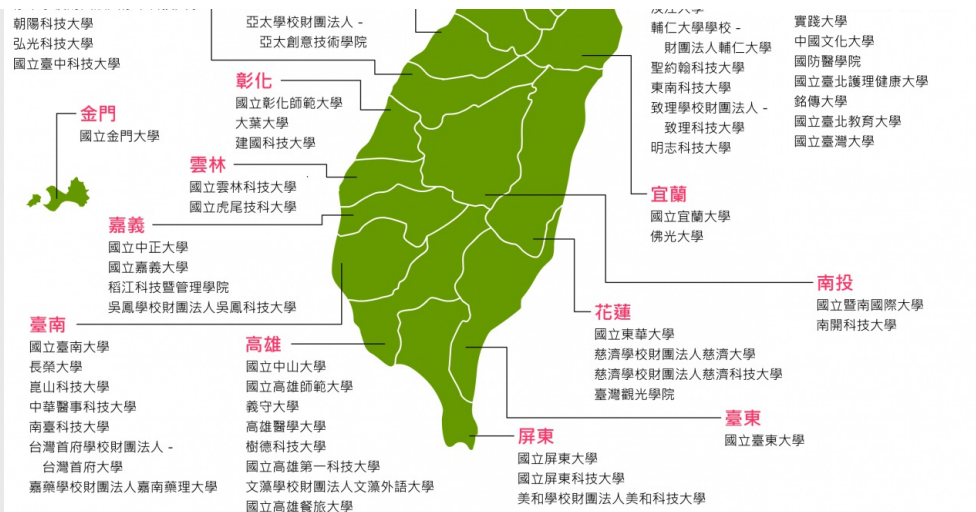 朝陽科技大學
弘光科技大學
國立臺中科技大學
亞太學校財團法人 -
亞太創意技術學院
輔仁大學學校 -
財團法人輔仁大學
聖約翰科技大學
東南科技大學
致理學校財團法人 -
致理科技大學
明志科技大學
實踐大學
中國文化大學
國防醫學院
國立臺北護理健康大學
銘傳大學
國立臺北教育大學
國立臺灣大學
彰化
國立彰化師範大學
大葉大學
建國科技大學
金門
國立金門大學
雲林
國立雲林科技大學
國立虎尾技科大學
宜蘭
國立宜蘭大學
佛光大學
嘉義
國立中正大學
國立嘉義大學
稻江科技暨管理學院
吳鳳學校財團法人吳鳳科技大學
南投
國立暨南國際大學
南開科技大學
花蓮
國立東華大學
慈濟學校財團法人慈濟大學
慈濟學校財團法人慈濟科技大學
臺灣觀光學院
臺南
國立臺南大學
長榮大學
崑山科技大學
中華醫事科技大學
南臺科技大學
台灣首府學校財團法人 -
台灣首府大學
嘉藥學校財團法人嘉南藥理大學
高雄
國立中山大學
國立高雄師範大學
義守大學
高雄醫學大學
樹德科技大學
國立高雄第一科技大學
文藻學校財團法人文藻外語大學
國立高雄餐旅大學
臺東
國立臺東大學
屏東
國立屏東大學
國立屏東科技大學
美和學校財團法人美和科技大學